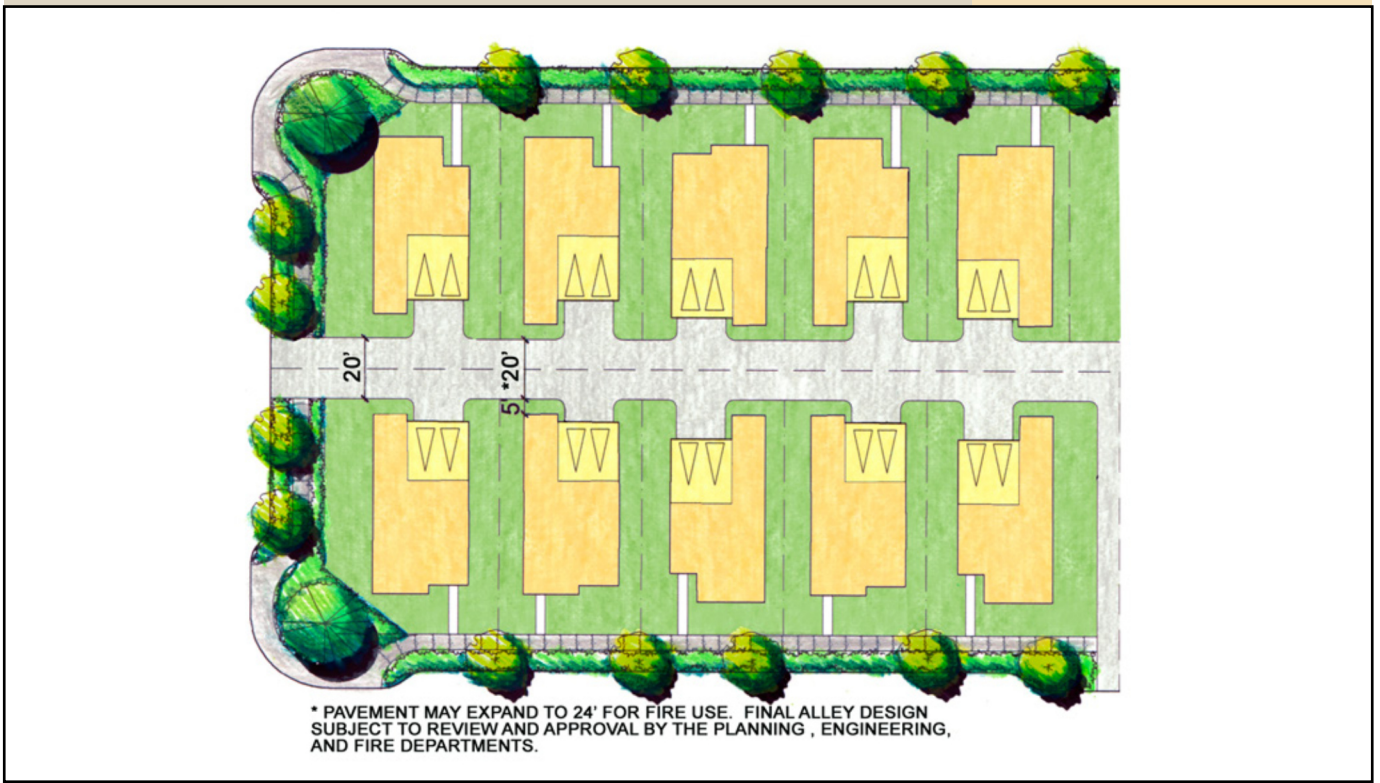 20'
*20'
5'
* PAVEMENT MAY EXPAND TO 24' FOR FIRE USE. FINAL ALLEY DESIGN
SUBJECT TO REVIEW AND APPROVAL BY THE PLANNING , ENGINEERING,
AND FIRE DEPARTMENTS.